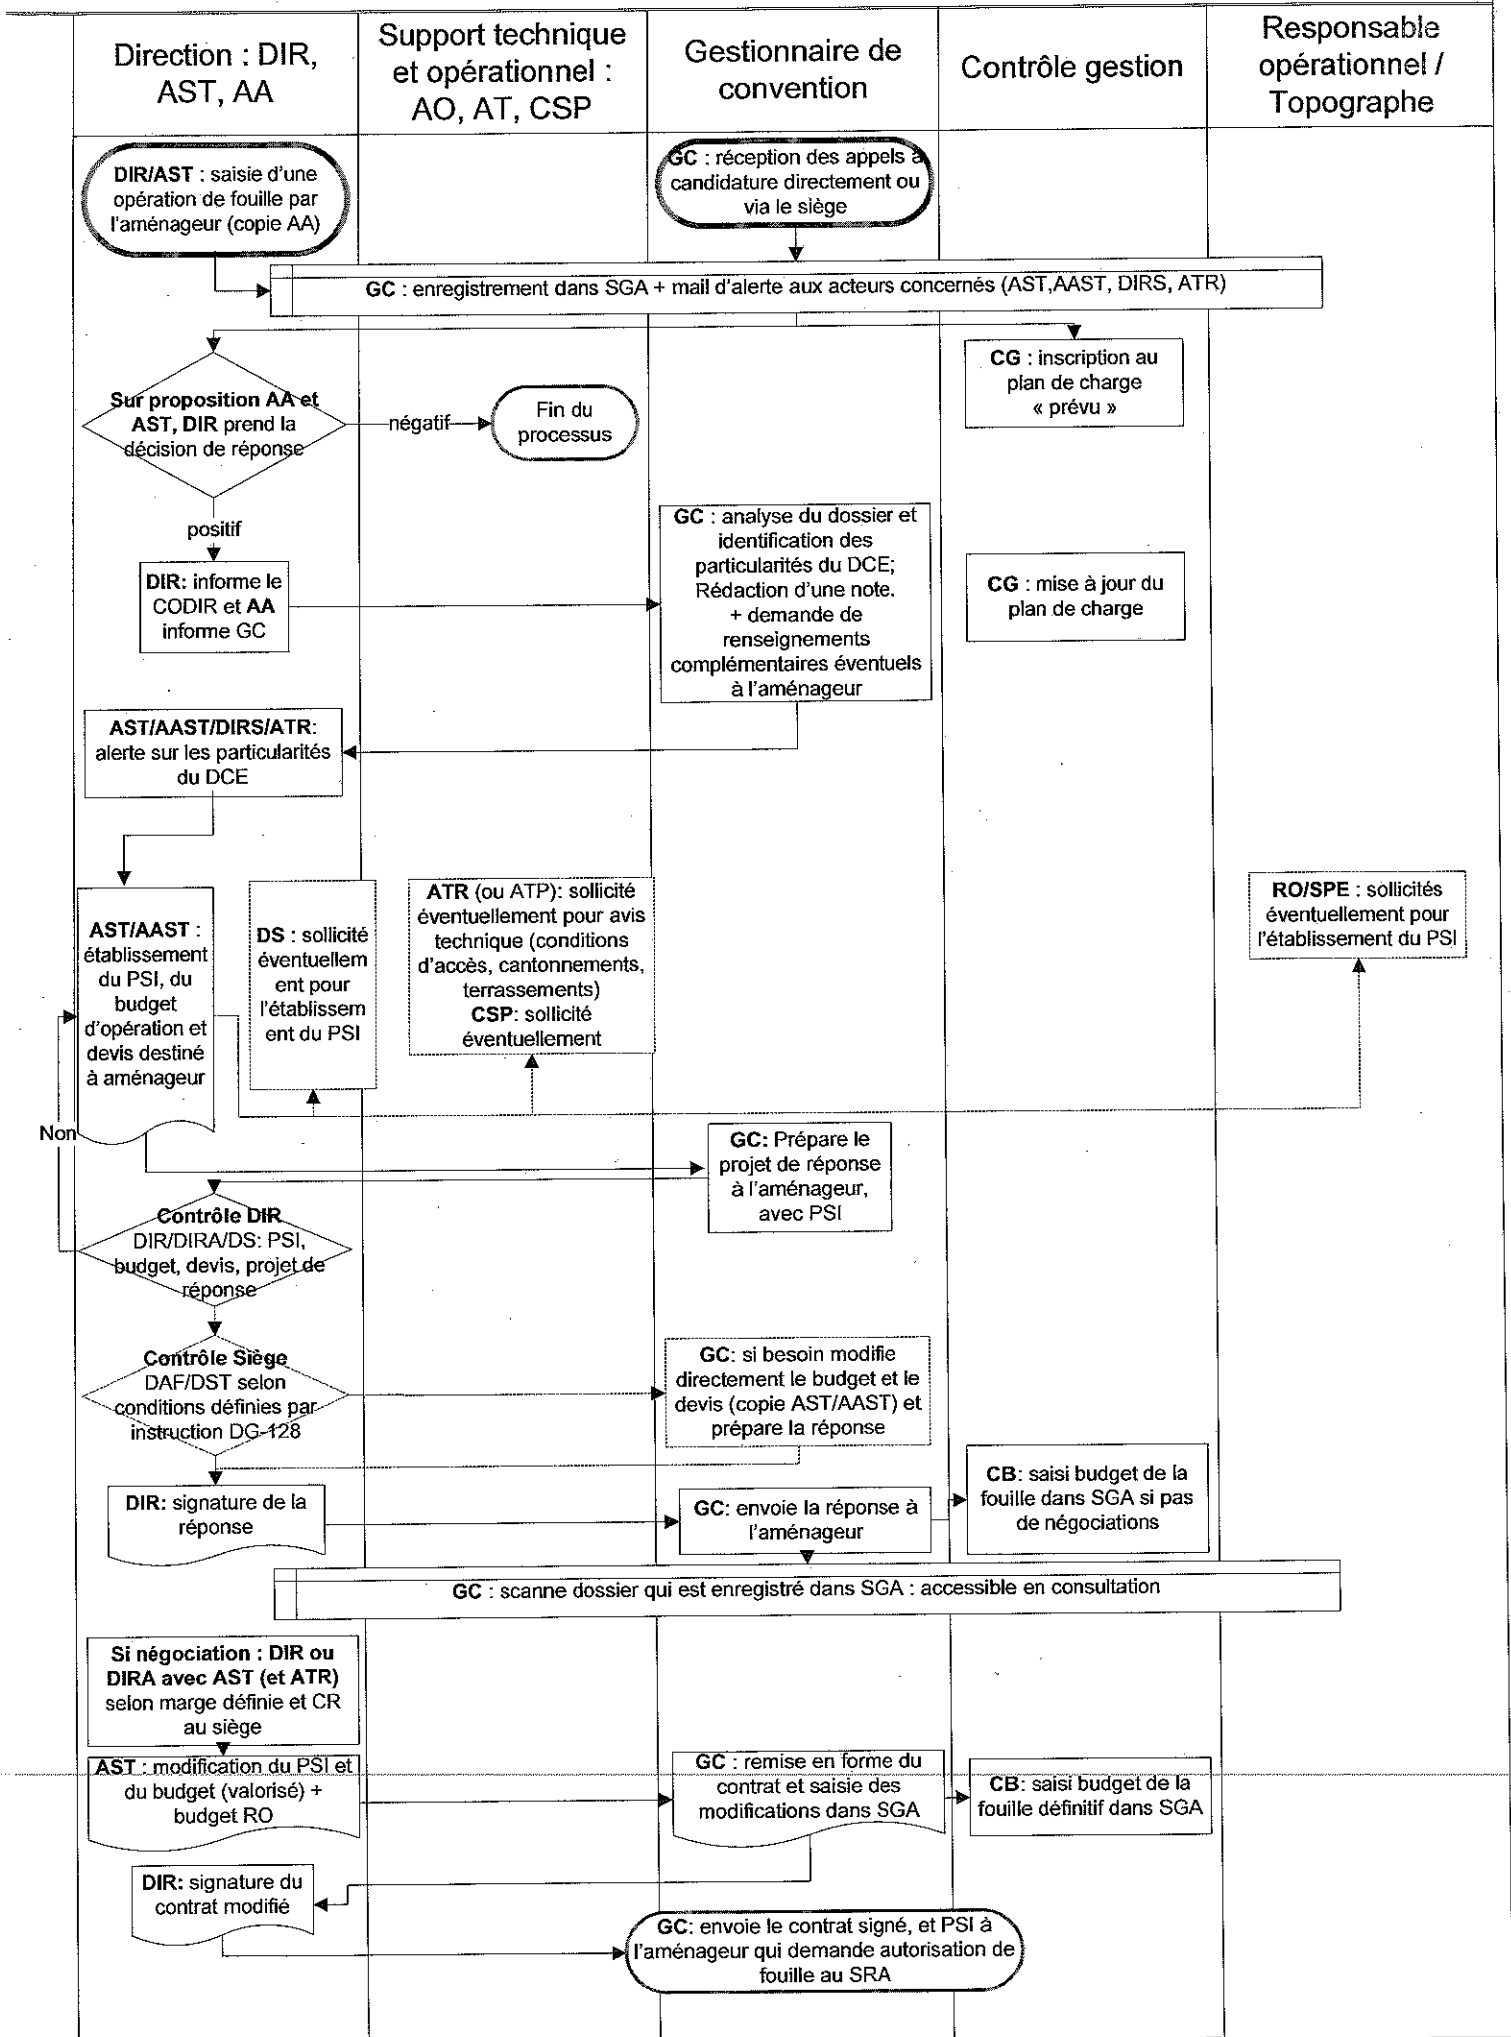 Direction : DIR,
AST, AA
Support technique
et opérationnel :
AO, AT, CSP
Gestionnaire de
convention
Contrôle gestion
Responsable
opérationnel /
Topographe
DIR/AST : saisie d'une
opération de fouille par
l'aménageur (copie AA)
GC : réception des appels à
candidature directement ou
via le siège
GC : enregistrement dans SGA + mail d'alerte aux acteurs concernés (AST,AAST, DIRS, ATR)
Sur proposition AA et
AST, DIR prend la
décision de réponse
négatif
Fin du
processus
CG : inscription au
plan de charge
« prévu »
positif
DIR: informe le
CODIR et AA
informe GC
GC : analyse du dossier et
identification des
particularités du DCE;
Rédaction d'une note.
+ demande de
renseignements
complémentaires éventuels
à l'aménageur
CG : mise à jour du
plan de charge
AST/AAST/DIRS/ATR:
alerte sur les particularités
du DCE
AST/AAST :
établissement
du PSI, du
budget
d'opération et
devis destiné
à aménageur
DS : sollicité
éventuellem
ent pour
l'établissem
ent du PSI
ATR (ou ATP): sollicité
éventuellement pour avis
technique (conditions
d'accès, cantonnements,
terrassements)
CSP: sollicité
éventuellement
RO/SPE : sollicités
éventuellement pour
l'établissement du PSI
Non
GC: Prépare le
projet de réponse
à l'aménageur,
avec PSI
Contrôle DIR
DIR/DIRA/DS: PSI,
budget, devis, projet de
réponse
Contrôle Siège
DAF/DST selon
conditions définies par
instruction DG-128
GC: si besoin modifie
directement le budget et le
devis (copie AST/AAST) et
prépare la réponse
DIR: signature de la
réponse
GC: envoie la réponse à
l'aménageur
CB: saisi budget de la
fouille dans SGA si pas
de négociations
GC : scanne dossier qui est enregistré dans SGA : accessible en consultation
Si négociation : DIR ou
DIRA avec AST (et ATR)
selon marge définie et CR
au siège
AST : modification du PSI et
du budget (valorisé) +
budget RO
GC : remise en forme du
contrat et saisie des
modifications dans SGA
CB: saisi budget de la
fouille définitif dans SGA
DIR: signature du
contrat modifié
GC: envoie le contrat signé, et PSI à
l'aménageur qui demande autorisation de
fouille au SRA